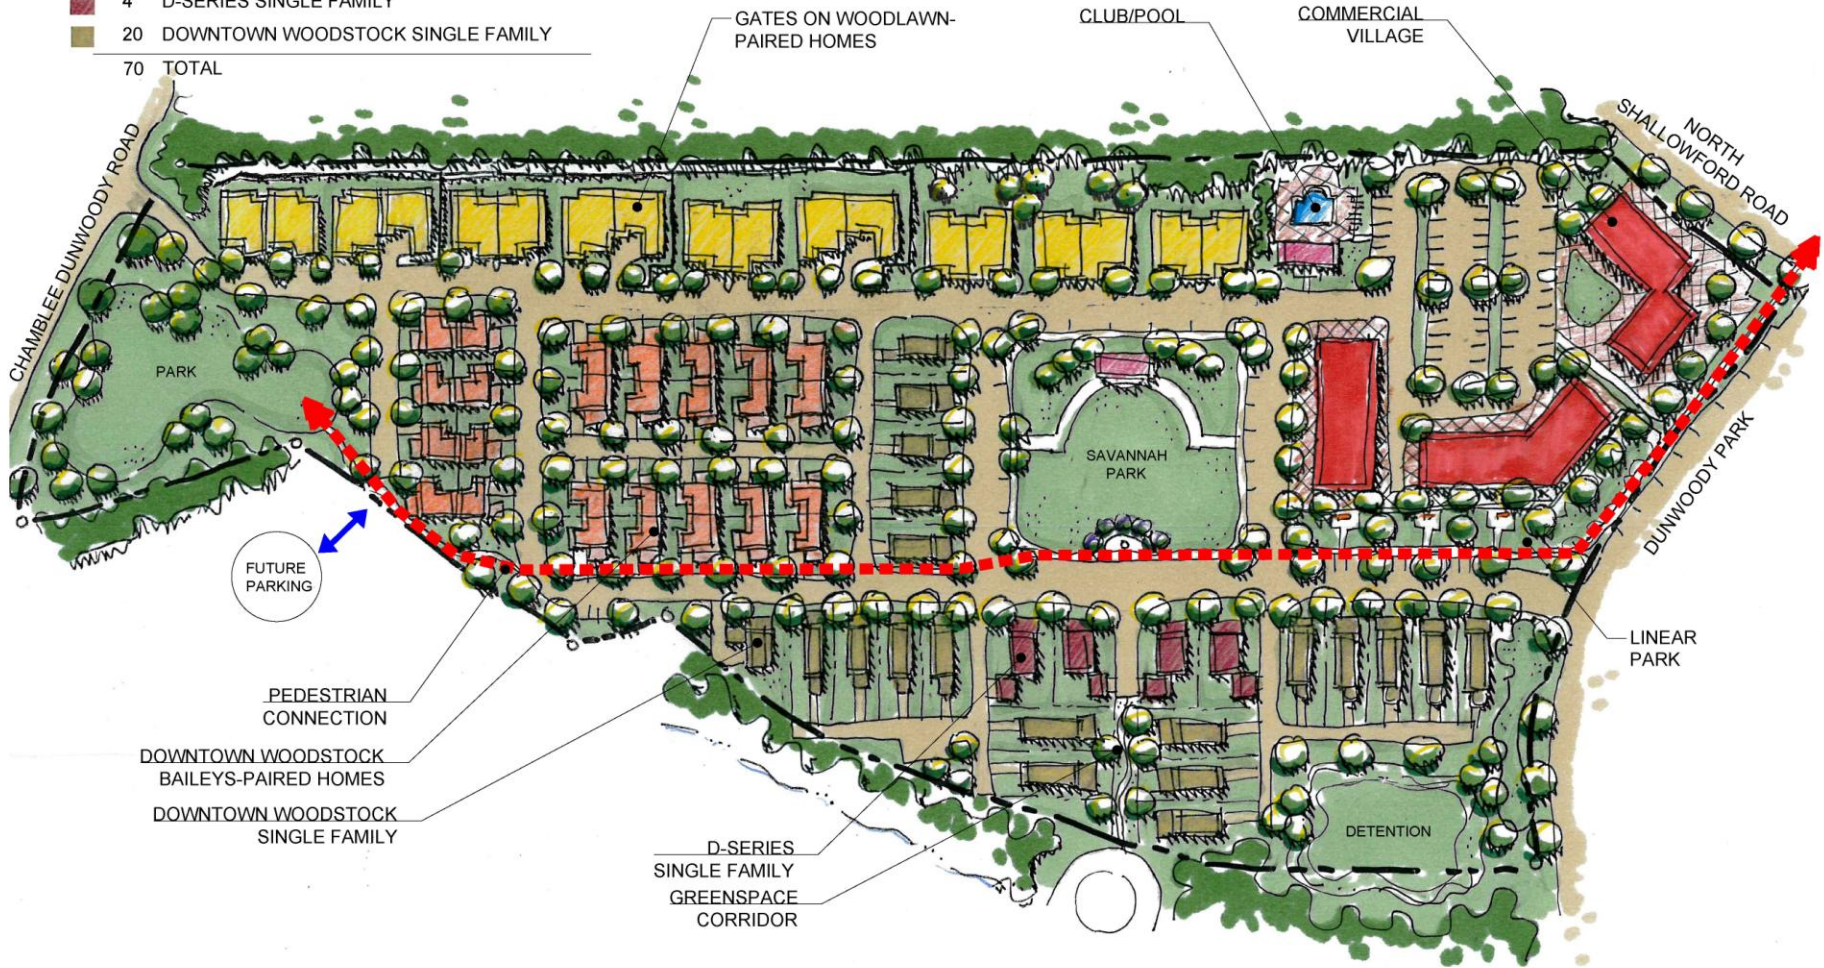 4 D-SERIES SINGLE FAMILY
20 DOWNTOWN WOODSTOCK SINGLE FAMILY
70 TOTAL
GATES ON WOODLAWN-
PAIRED HOMES
CLUB/POOL
COMMERCIAL
VILLAGE
NORTH
SHALLOWFORD ROAD
CHAMBLEE DUNWOODY ROAD
PARK
SAVANNAH
PARK
DUNWOODY PARK
FUTURE
PARKING
LINEAR
PARK
PEDESTRIAN
CONNECTION
DOWNTOWN WOODSTOCK
BAILEYS-PAIRED HOMES
DOWNTOWN WOODSTOCK
SINGLE FAMILY
D-SERIES
SINGLE FAMILY
GREENSPACE
CORRIDOR
DETENTION